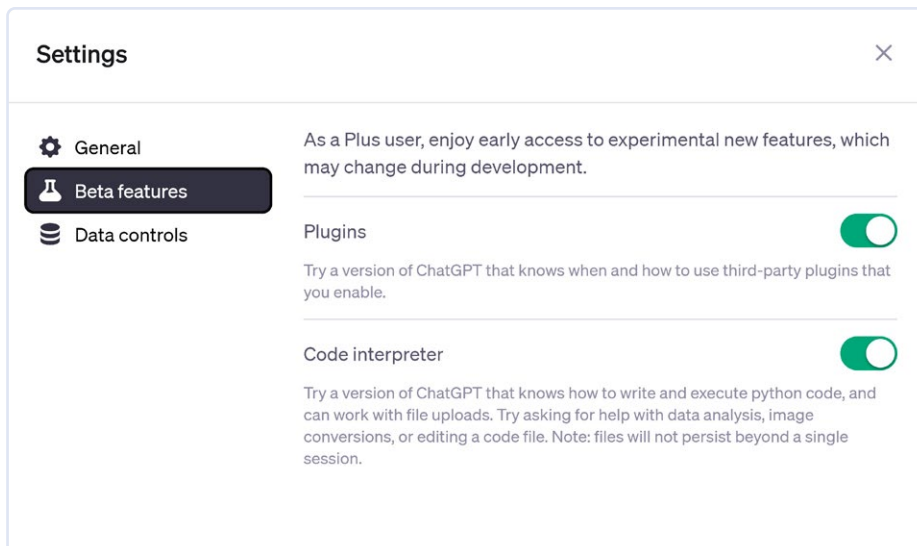 Settings
General
Beta features
Data controls
As a Plus user, enjoy early access to experimental new features, which
may change during development.
Plugins
Try a version of ChatGPT that knows when and how to use third-party plugins that
you enable.
Code interpreter
Try a version of ChatGPT that knows how to write and execute python code, and
can work with file uploads. Try asking for help with data analysis, image
conversions, or editing a code file. Note: files will not persist beyond a single
session.